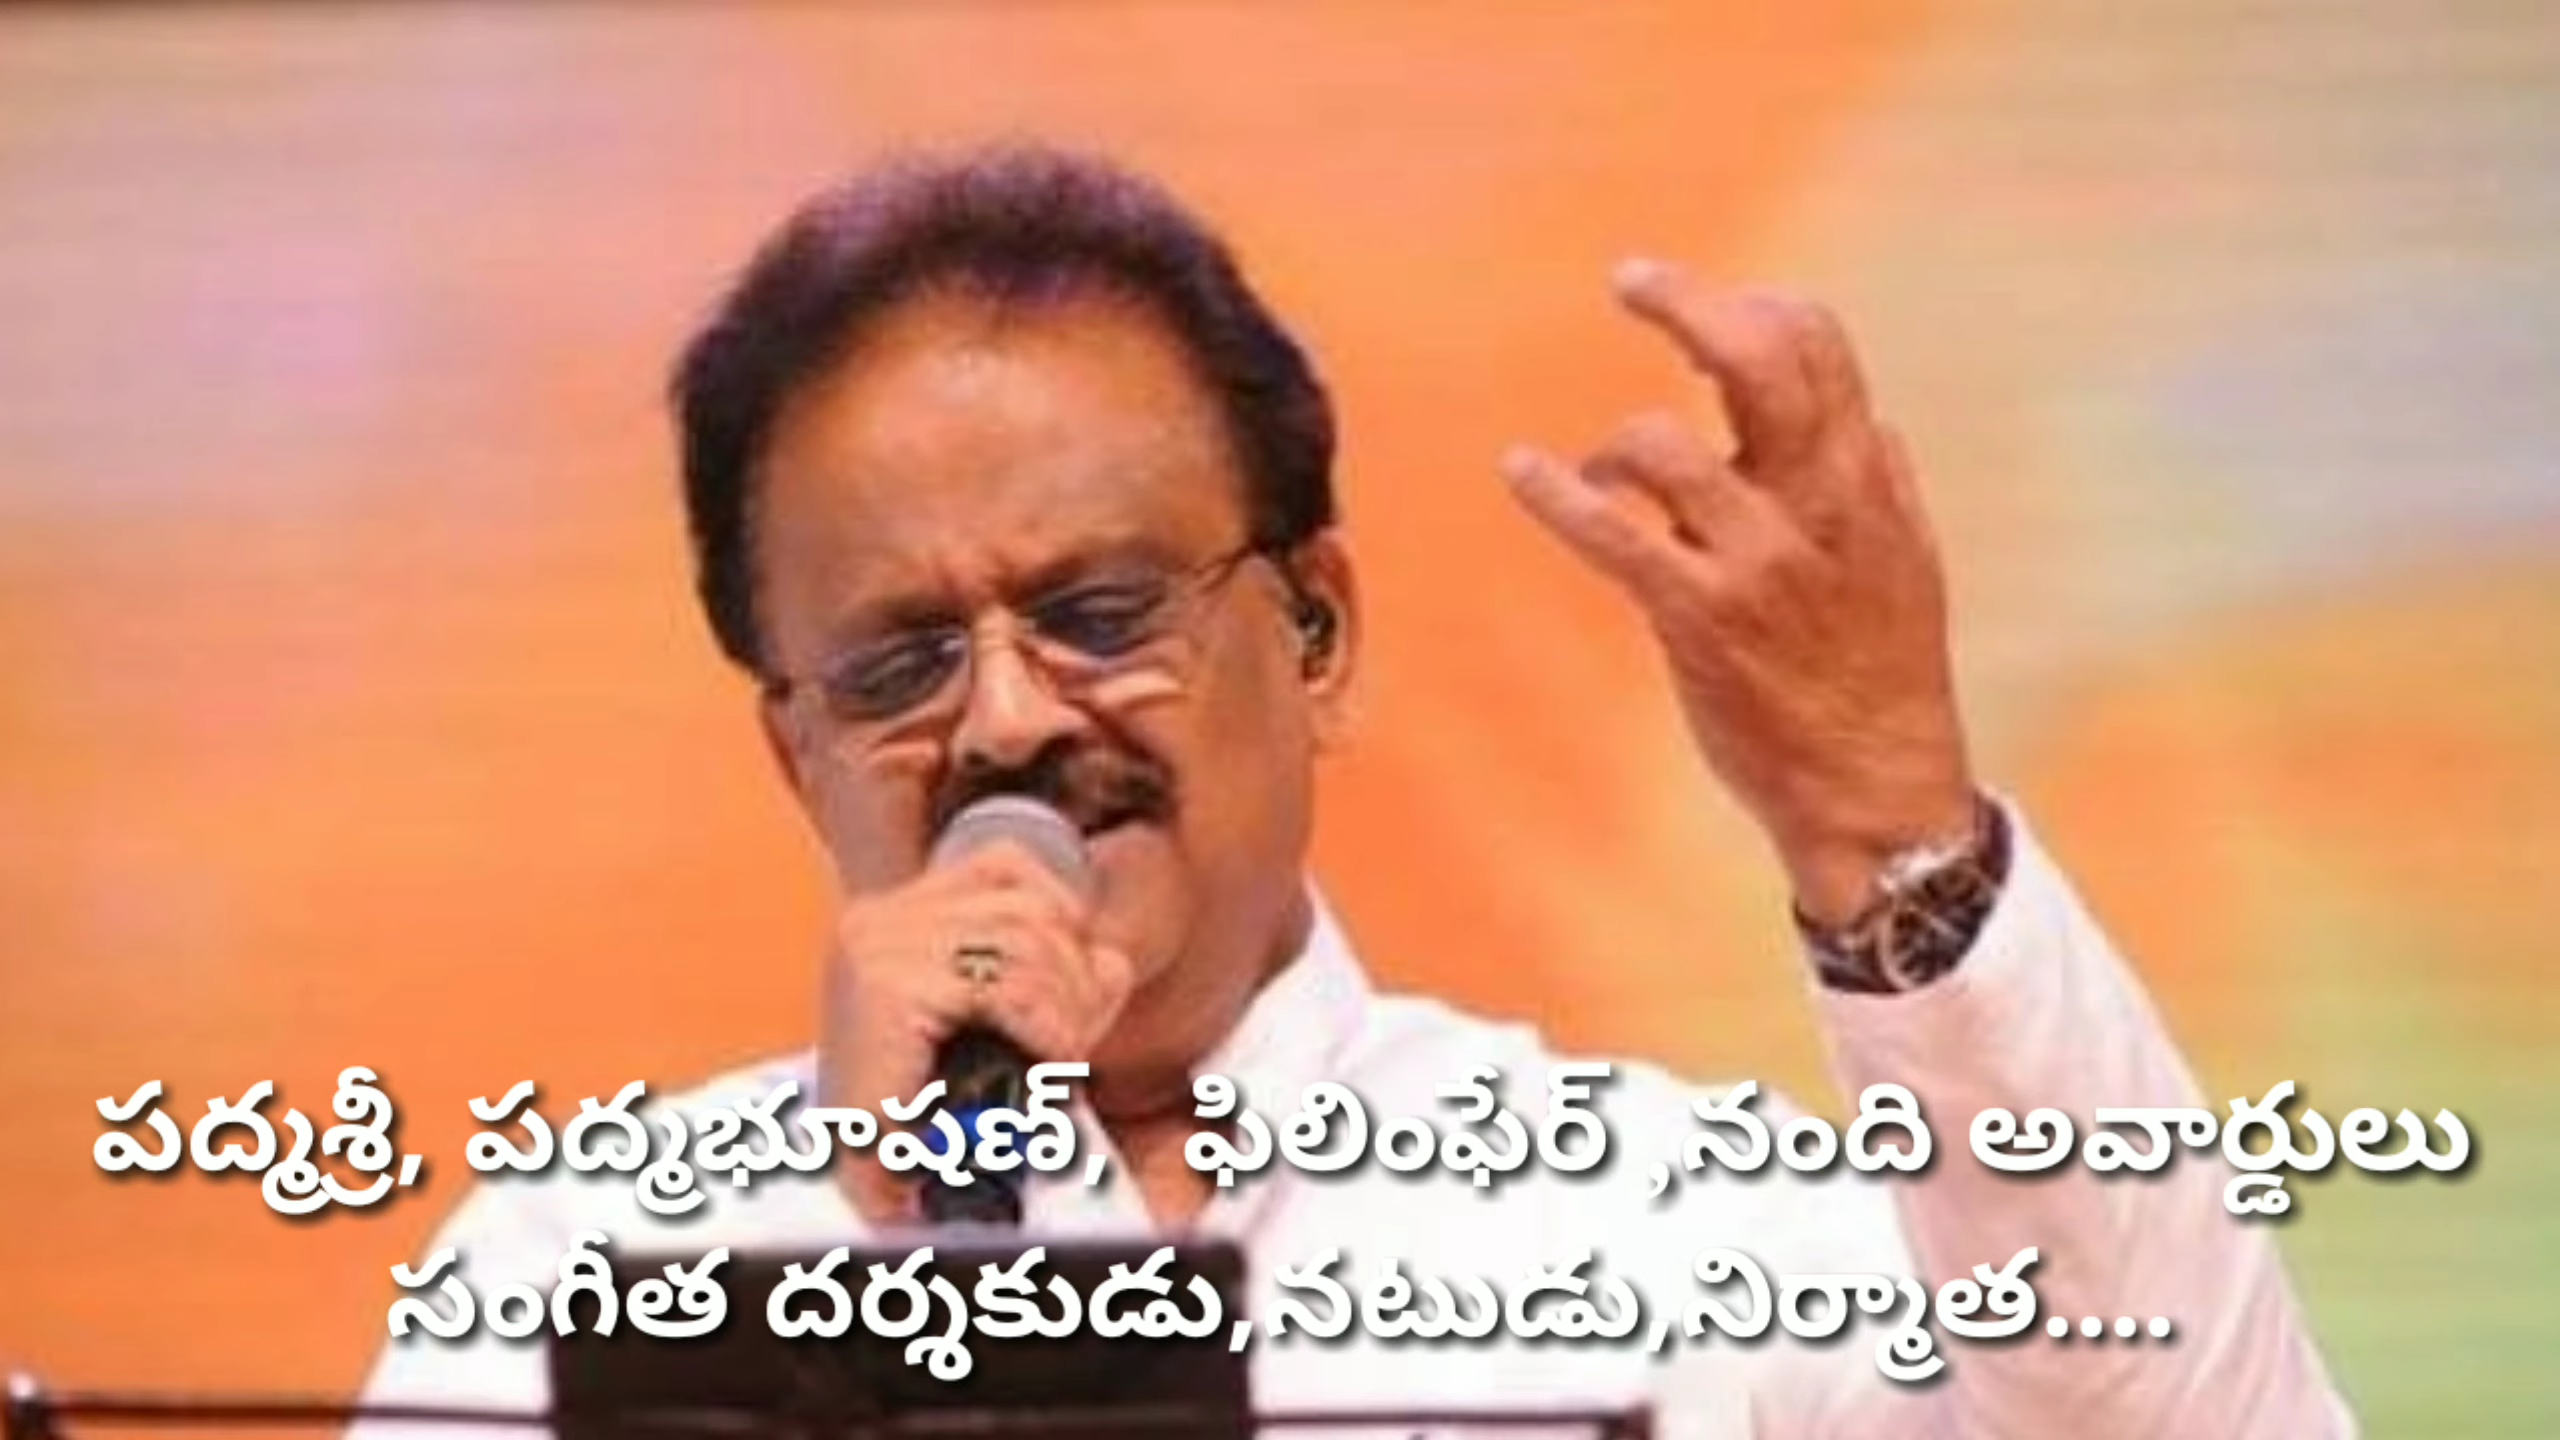 పద్మశ్రీ, పద్మభూషణ్,  ఫిలింఫేర్ ,నంది అవార్డులు
సంగీత దర్శకుడు,నటుడు,నిర్మాత....